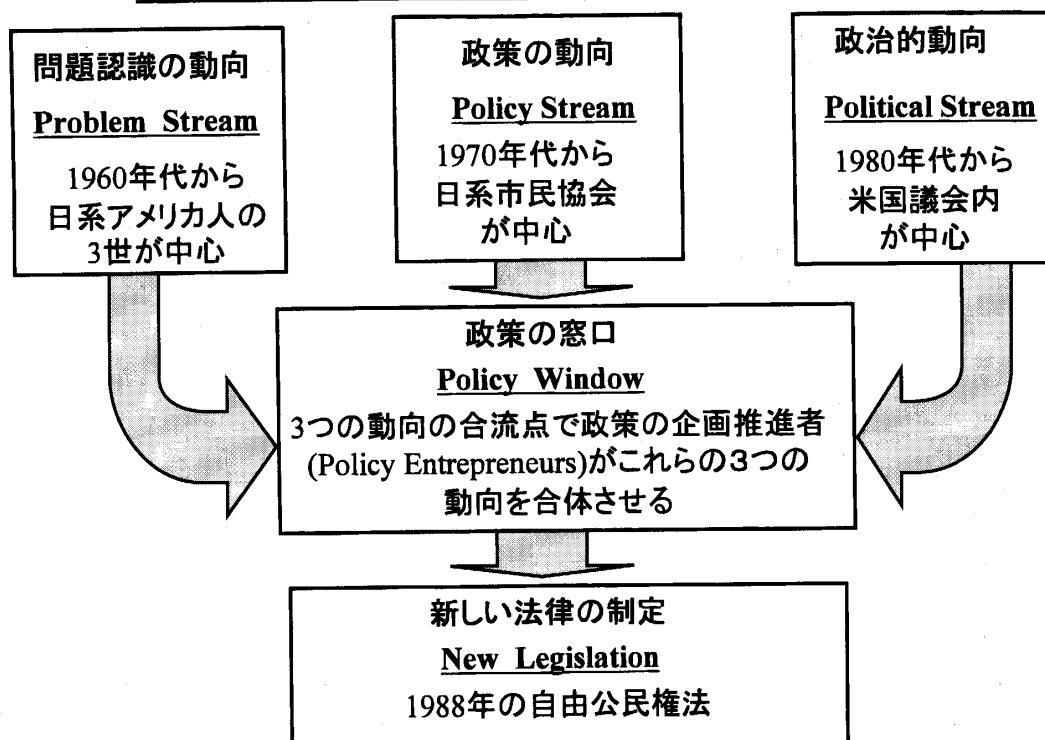 問題認識の動向
Problem Stream
1960年代から
日系アメリカ人の
3世が中心
政策の動向
Policy Stream
1970年代から
日系市民協会
が中心
政治的動向
Political Stream
1980年代から
米国議会内
が中心
政策の窓口
Policy Window
3つの動向の合流点で政策の企画推進者
(Policy Entrepreneurs)がこれらの３つの
動向を合体させる
新しい法律の制定
New Legislation
1988年の自由公民権法